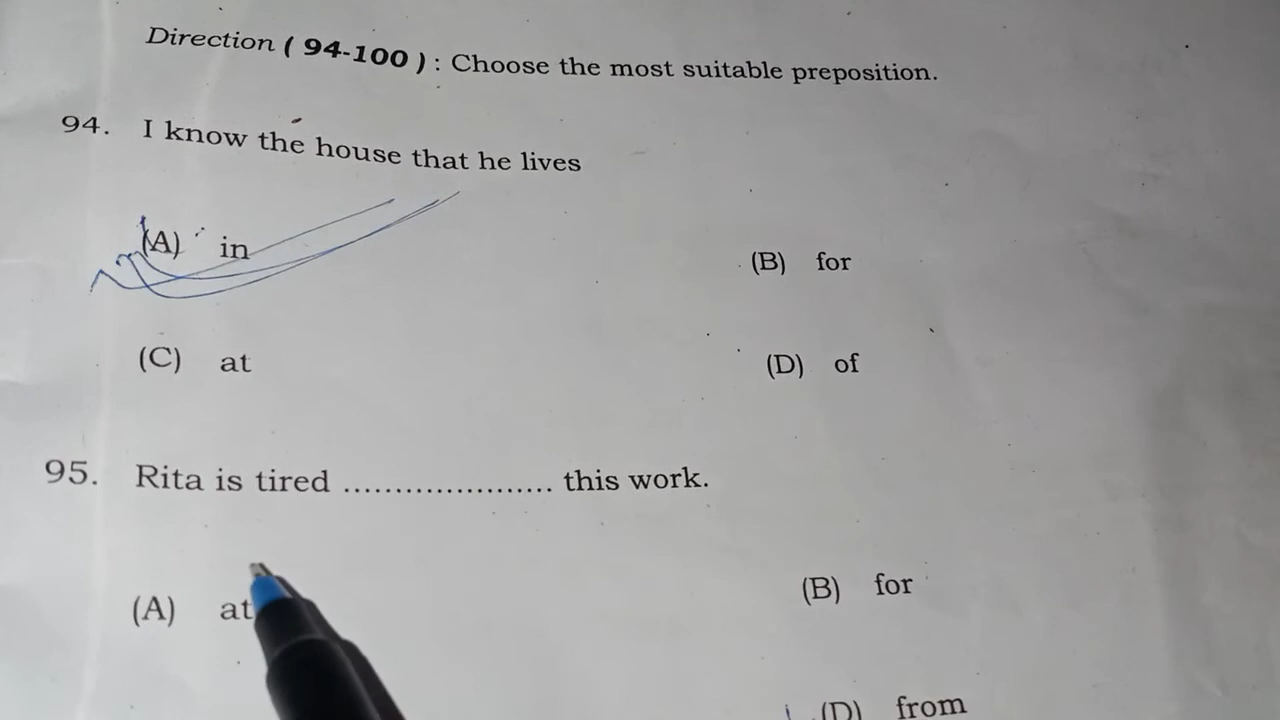 Direction ( 94-100 ) : Choose the most suitable preposition.
94. I know the house that he lives
(A) in
(B) for
(C) at
(D) of
95. Rita is tired ..................... this work.
(A) at
(B) for
(D) from